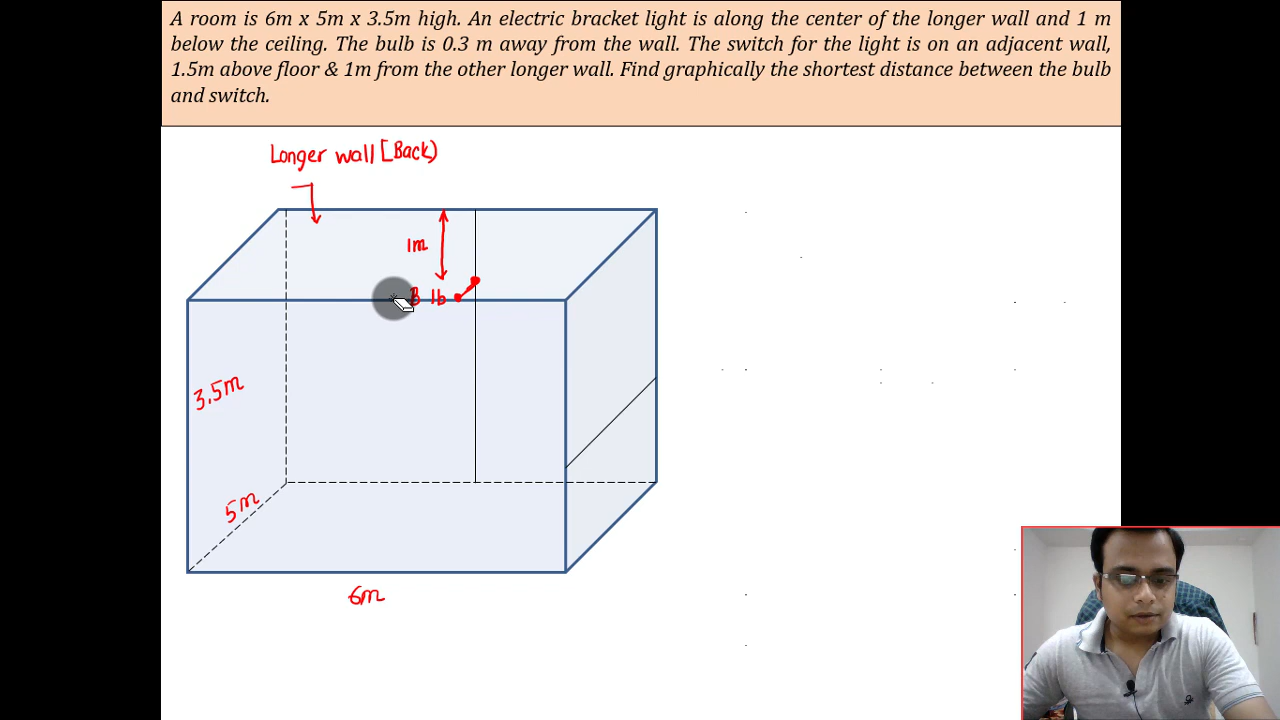 A room is 6m x 5m x 3.5m high. An electric bracket light is along the center of the longer wall and 1 m
below the ceiling. The bulb is 0.3 m away from the wall. The switch for the light is on an adjacent wall,
1.5m above floor & 1m from the other longer wall. Find graphically the shortest distance between the bulb
and switch.
Longer wall [Back)
1m
lb
3.5m
5m
6m